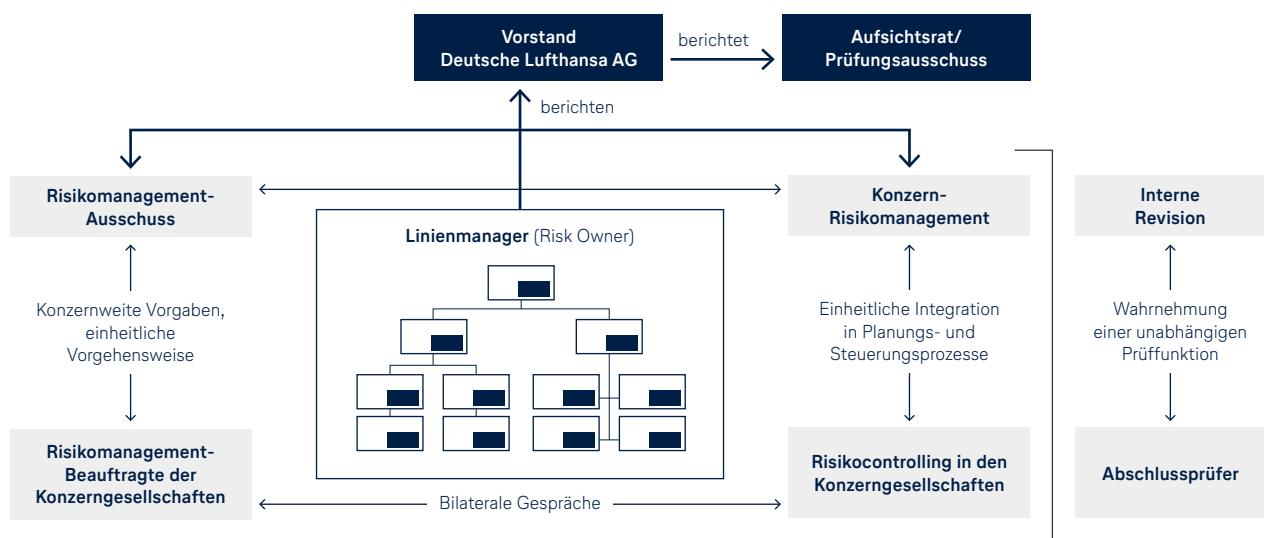 Vorstand
Deutsche Lufthansa AG
berichtet
Aufsichtsrat/
Prüfungsausschuss
berichten
Risikomanagement-
Ausschuss
Konzern-
Risikomanagement
Interne
Revision
Linienmanager (Risk Owner)
Konzernweite Vorgaben,
einheitliche
Vorgehensweise
Einheitliche Integration
in Planungs- und
Steuerungsprozesse
Wahrnehmung
einer unabhängigen
Prüffunktion
Risikomanagement-
Beauftragte der
Konzerngesellschaften
Bilaterale Gespräche
Risikocontrolling in den
Konzerngesellschaften
Abschlussprüfer